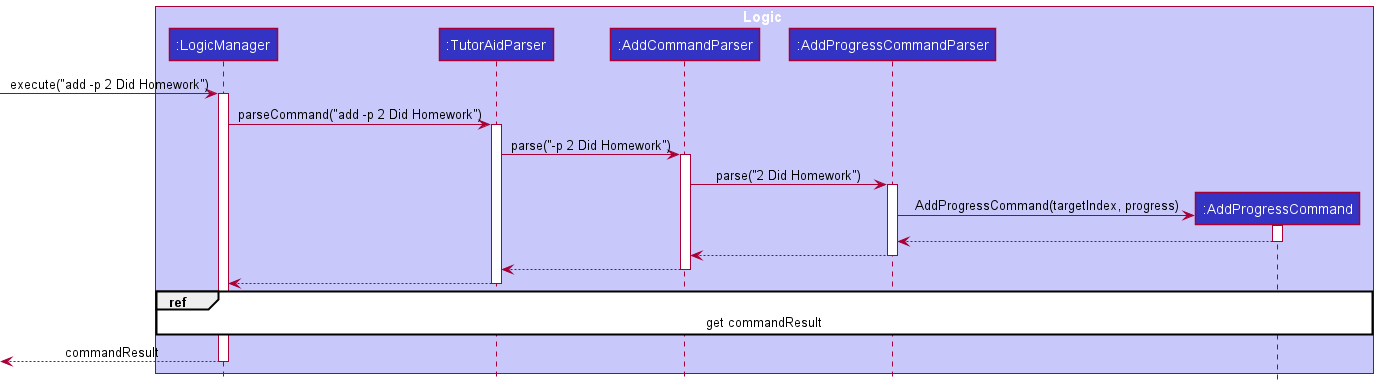 Logic
:LogicManager
:TutorAidParser
:AddCommandParser
:AddProgressCommandParser
execute("add -p 2 Did Homework")
parseCommand("add -p 2 Did Homework")
parse("-p 2 Did Homework")
parse("2 Did Homework")
AddProgressCommand(targetIndex, progress)
:AddProgressCommand
ref
get commandResult
commandResult